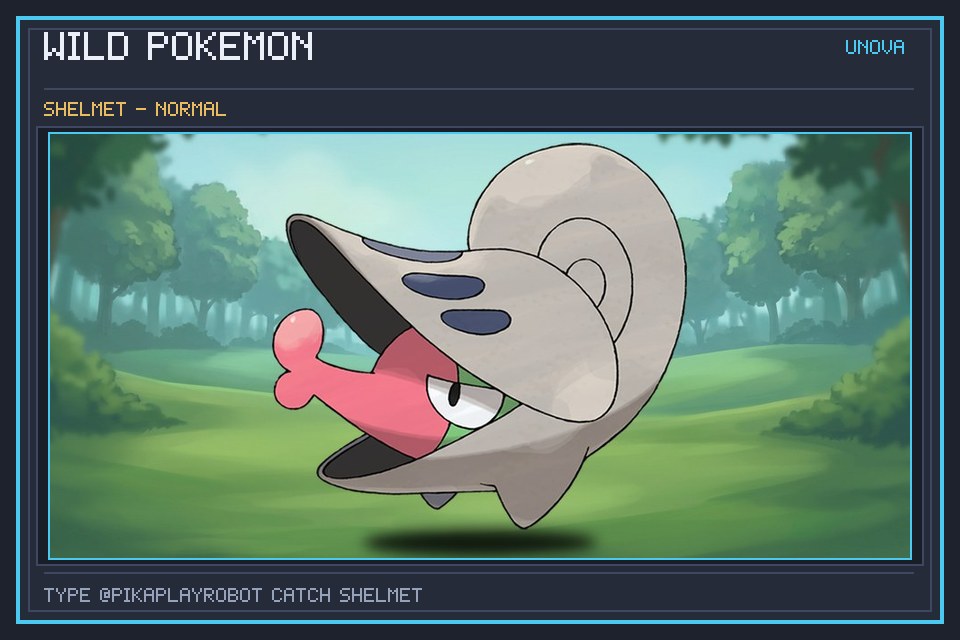 WILD POKEMON
UNOVA
SHELMET - NORMAL
TYPE @PIKAPLAYROBOT CATCH SHELMET